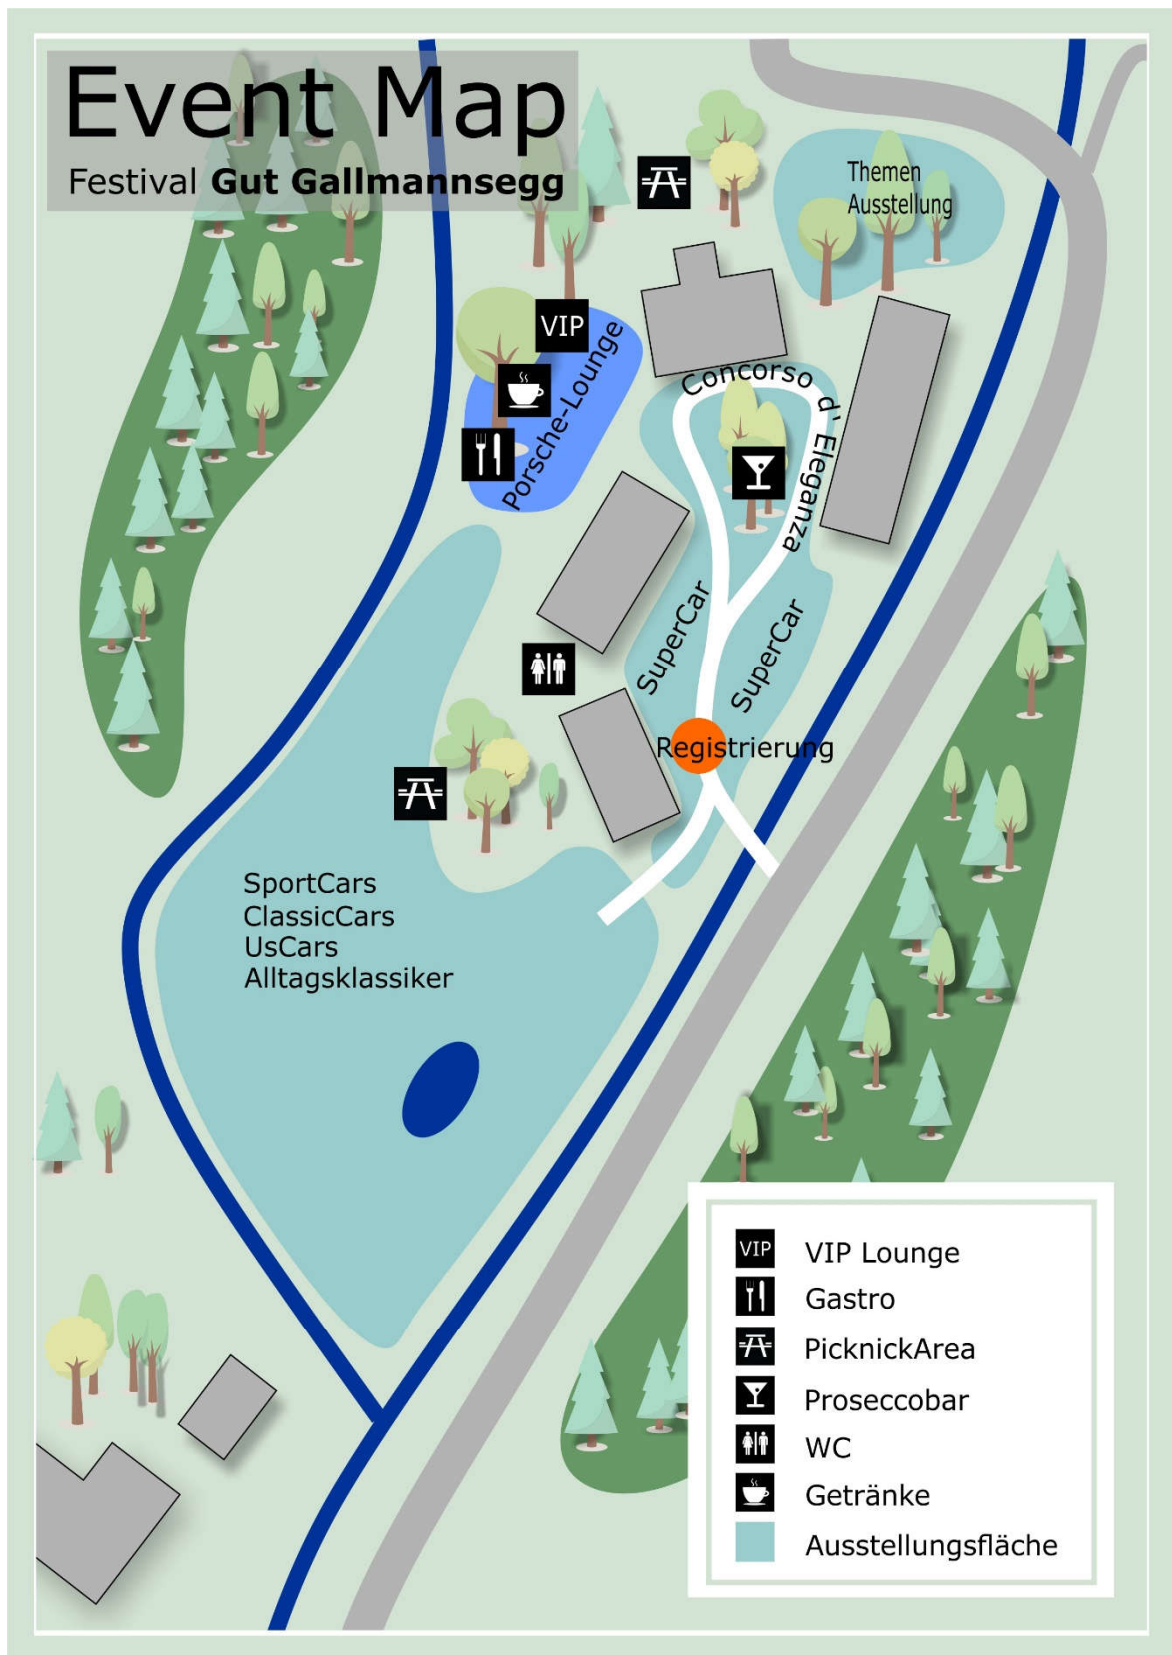 Event Map
Festival Gut Gallmannsegg
Themen
Ausstellung
VIP
Porsche-Lounge
Concorso d' Eleganza
SuperCar
SuperCar
Registrierung
SportCars
ClassicCars
UsCars
Alltagsklassiker
VIP VIP Lounge
Gastro
PicknickArea
Proseccobar
WC
Getränke
Ausstellungsfläche